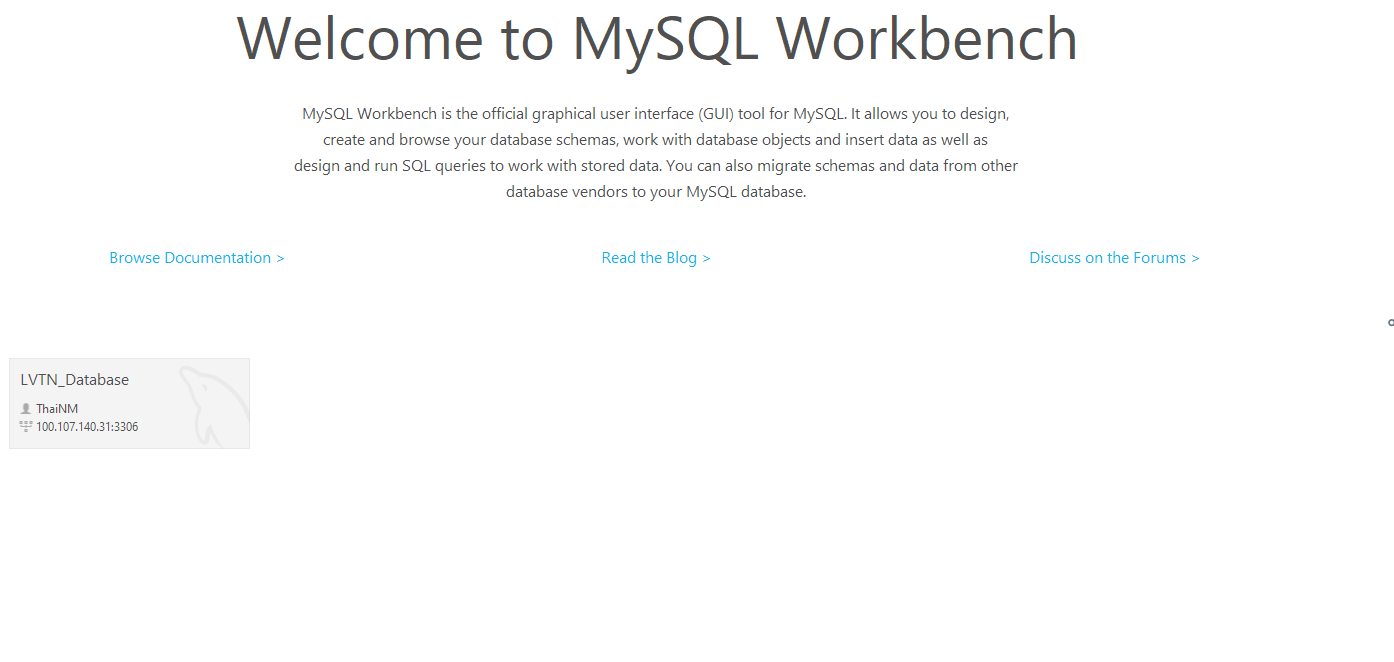 Welcome to MySQL Workbench
MySQL Workbench is the official graphical user interface (GUI) tool for MySQL. It allows you to design,
create and browse your database schemas, work with database objects and insert data as well as
design and run SQL queries to work with stored data. You can also migrate schemas and data from other
database vendors to your MySQL database.
Browse Documentation >
Read the Blog >
Discuss on the Forums >
LVTN_Database
ThaiNM
100.107.140.31:3306